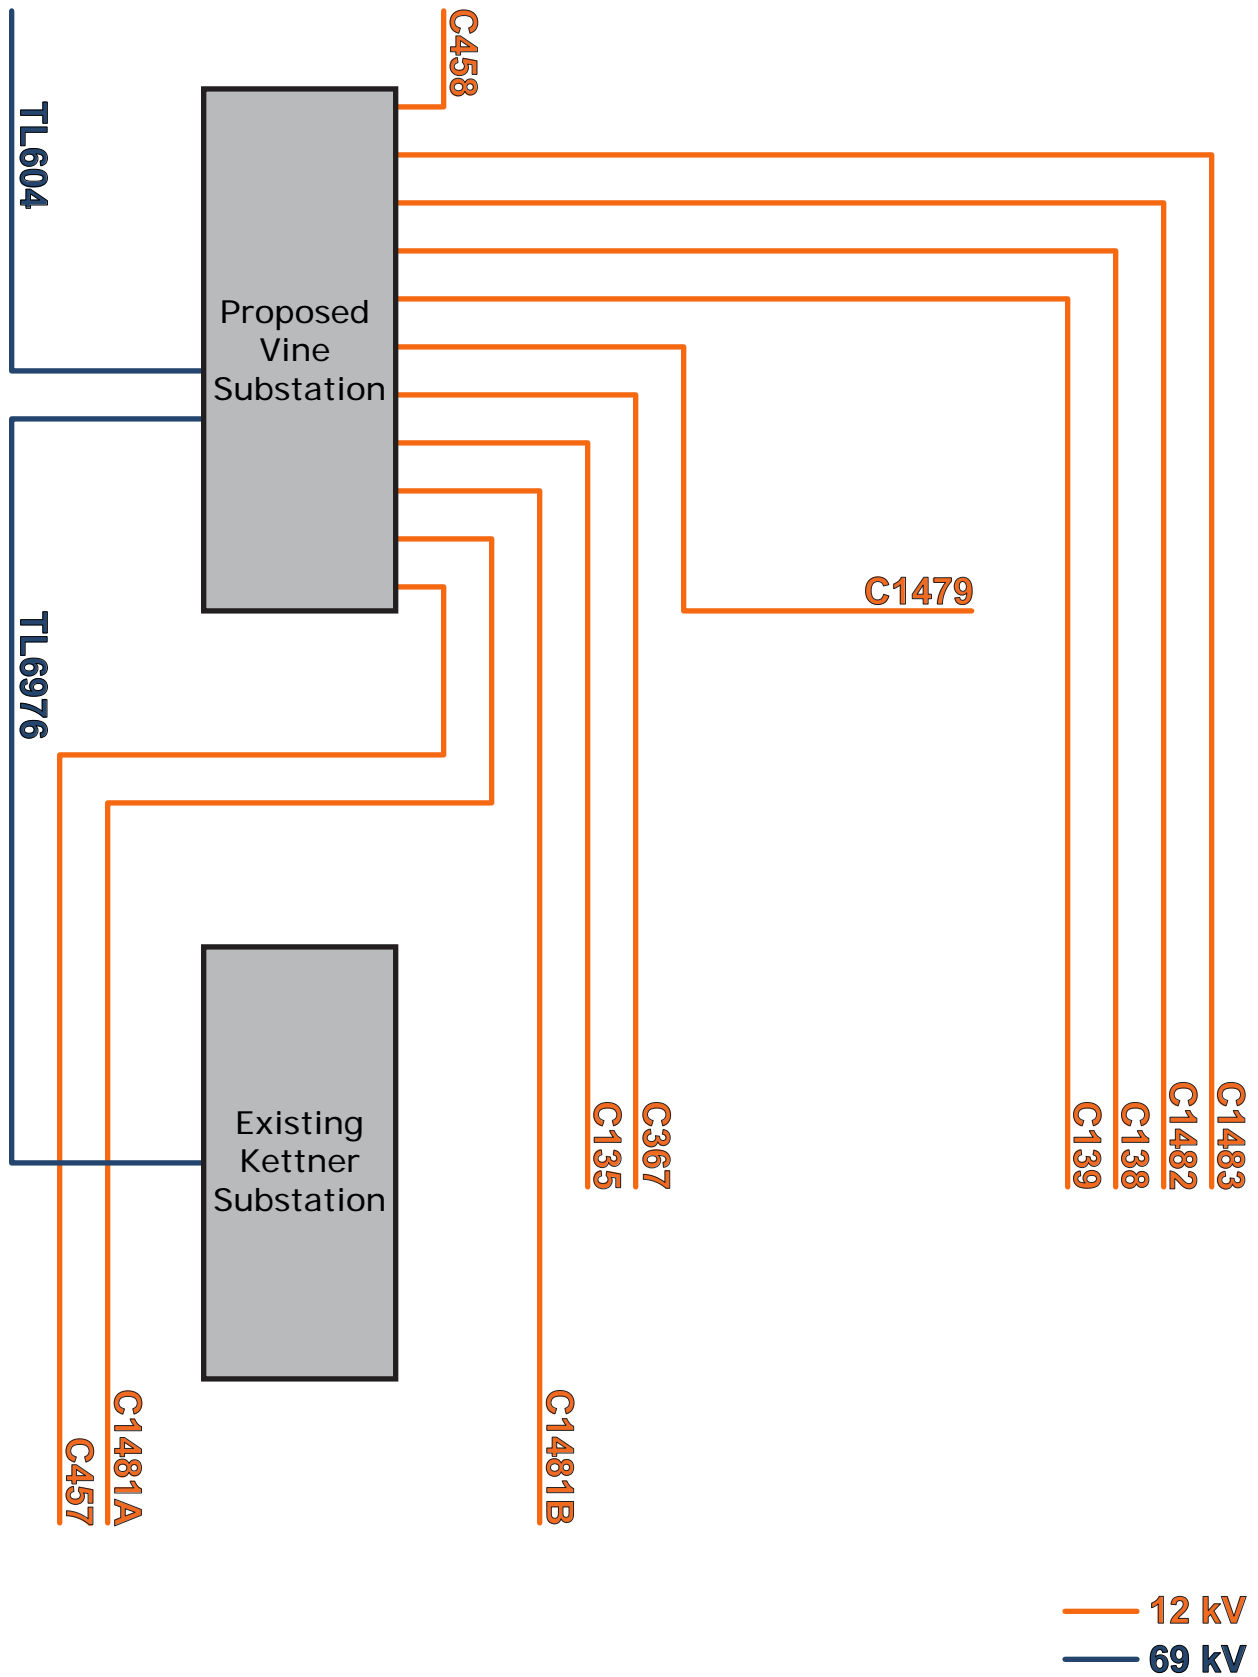 C458
TL604
Proposed
Vine
Substation
C1479
TL6976
C1483
C1482
C138
C139
C367
C135
Existing
Kettner
Substation
C1481B
C1481A
C457
12 kV
69 kV